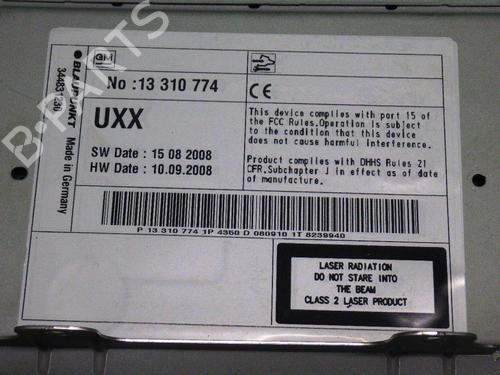 GM
No : 13 310 774
UXX
SW Date : 15 08 2008
HW Date : 10.09.2008
BLAUPUNKT
Made in Germany
This device complies with part 15 of
the FCC Rules.Operation is subject
to the condition that this device
does not cause harmful interference.
Product complies with DHHS Rules 21
CFR.Subchapter J in effect as of date
of manufacture.
P 13 310 774 1P 4350 D 080910 1T 8239940
LASER RADIATION
DO NOT STARE INTO
THE BEAM
CLASS 2 LASER PRODUCT
B-PARTS